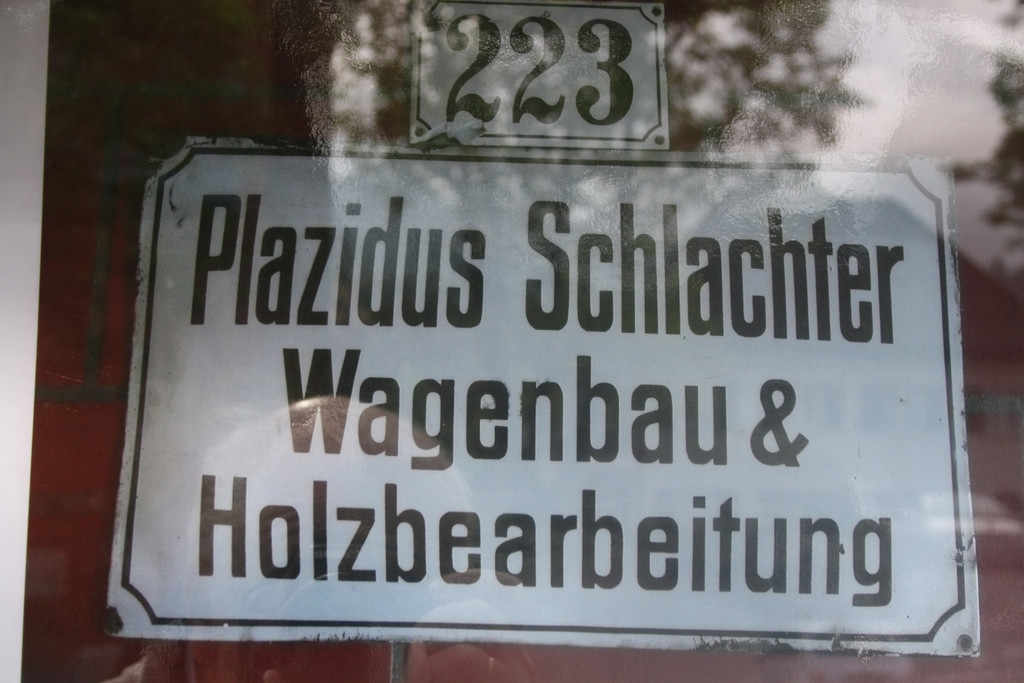 223
Plazidus Schlachter
Wagenbau &
Holzbearbeitung